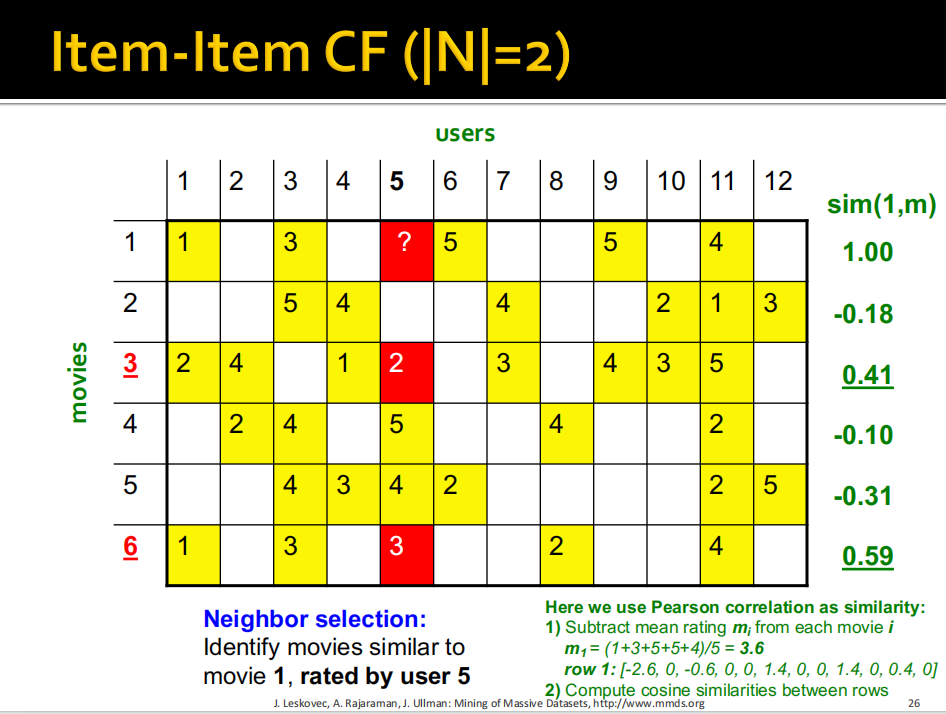 Item-Item CF (|N|=2)
users
1 2 3 4 5 6 7 8 9 10 11 12
sim(1,m)
1 1 3 ? 5 5 4 1.00
2 5 4 4 2 1 3 -0.18
movies
3 2 4 1 2 3 4 3 5 0.41
4 2 4 5 4 2 -0.10
5 4 3 4 2 2 5 -0.31
6 1 3 3 2 4 0.59
Neighbor selection:
Identify movies similar to
movie 1, rated by user 5
Here we use Pearson correlation as similarity:
1) Subtract mean rating mi from each movie i
m1 = (1+3+5+5+4)/5 = 3.6
row 1: [-2.6, 0, -0.6, 0, 0, 1.4, 0, 0, 1.4, 0, 0.4, 0]
2) Compute cosine similarities between rows
J. Leskovec, A. Rajaraman, J. Ullman: Mining of Massive Datasets, http://www.mmds.org
26